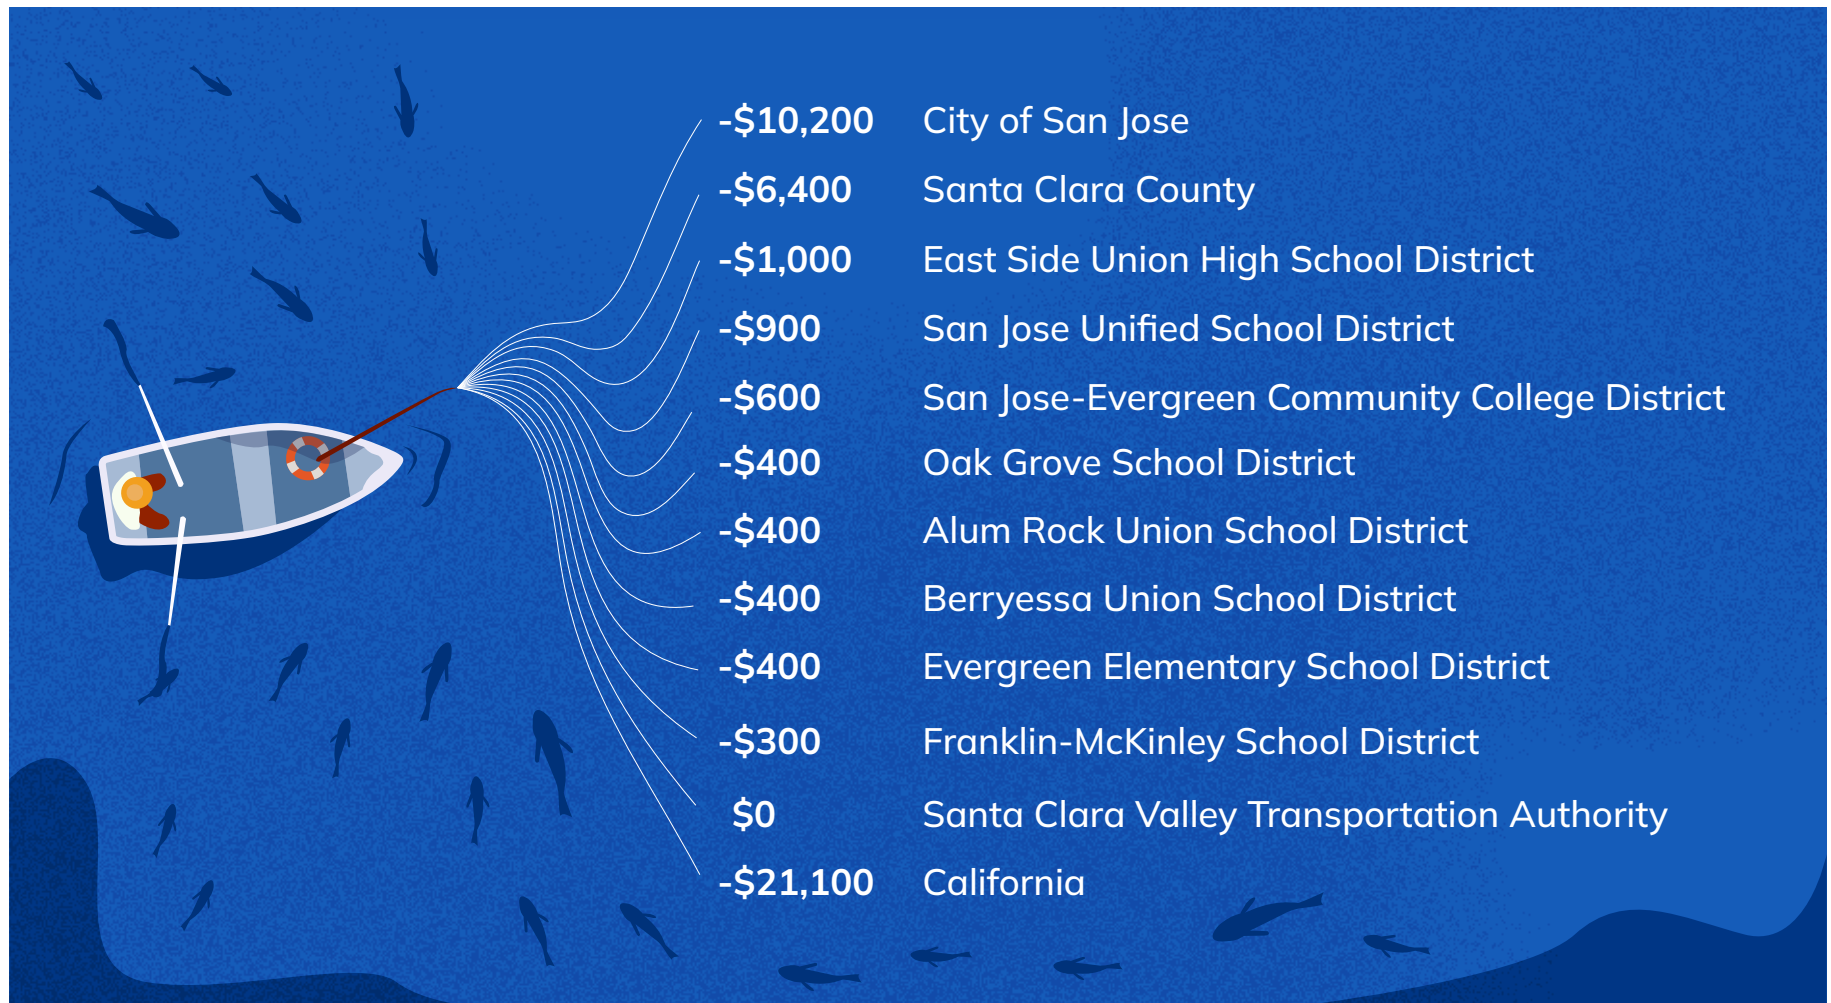 -$10,200 City of San Jose
-$6,400 Santa Clara County
-$1,000 East Side Union High School District
-$900 San Jose Unified School District
-$600 San Jose-Evergreen Community College District
-$400 Oak Grove School District
-$400 Alum Rock Union School District
-$400 Berryessa Union School District
-$400 Evergreen Elementary School District
-$300 Franklin-McKinley School District
$0 Santa Clara Valley Transportation Authority
-$21,100 California